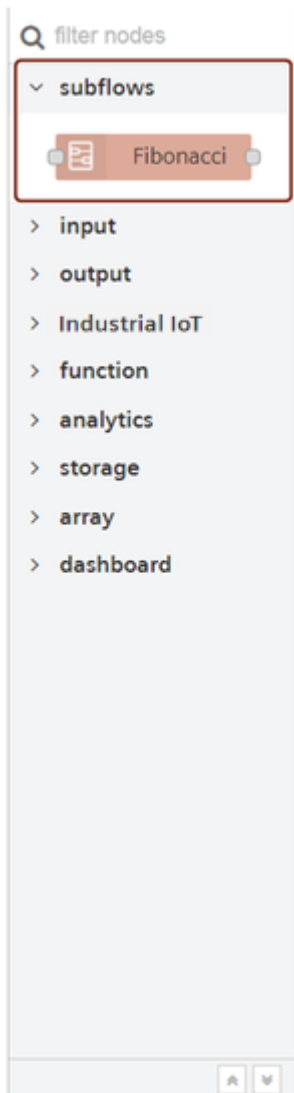 filter nodes
subflows
Fibonacci
input
output
Industrial IoT
function
analytics
storage
array
dashboard